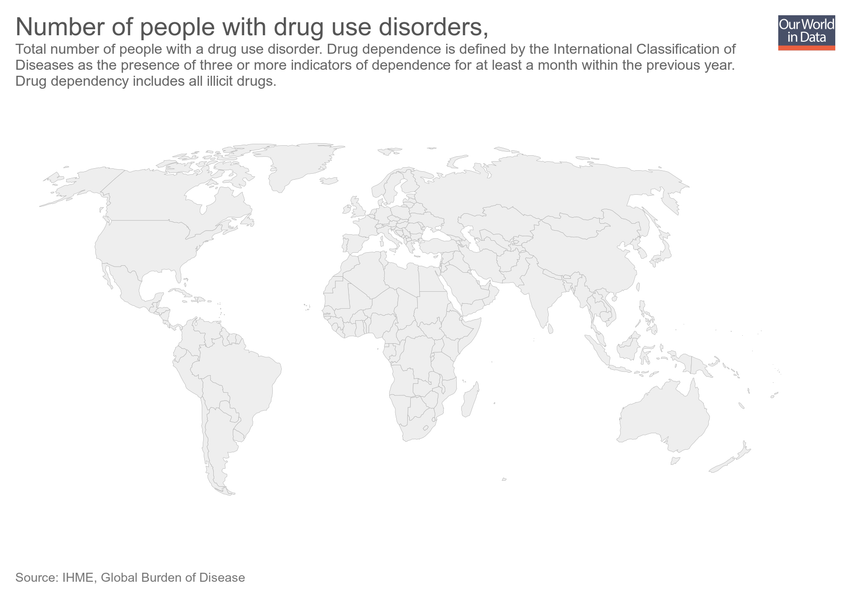 Number of people with drug use disorders,
Our World
in Data
Total number of people with a drug use disorder. Drug dependence is defined by the International Classification of
Diseases as the presence of three or more indicators of dependence for at least a month within the previous year.
Drug dependency includes all illicit drugs.
Source: IHME, Global Burden of Disease